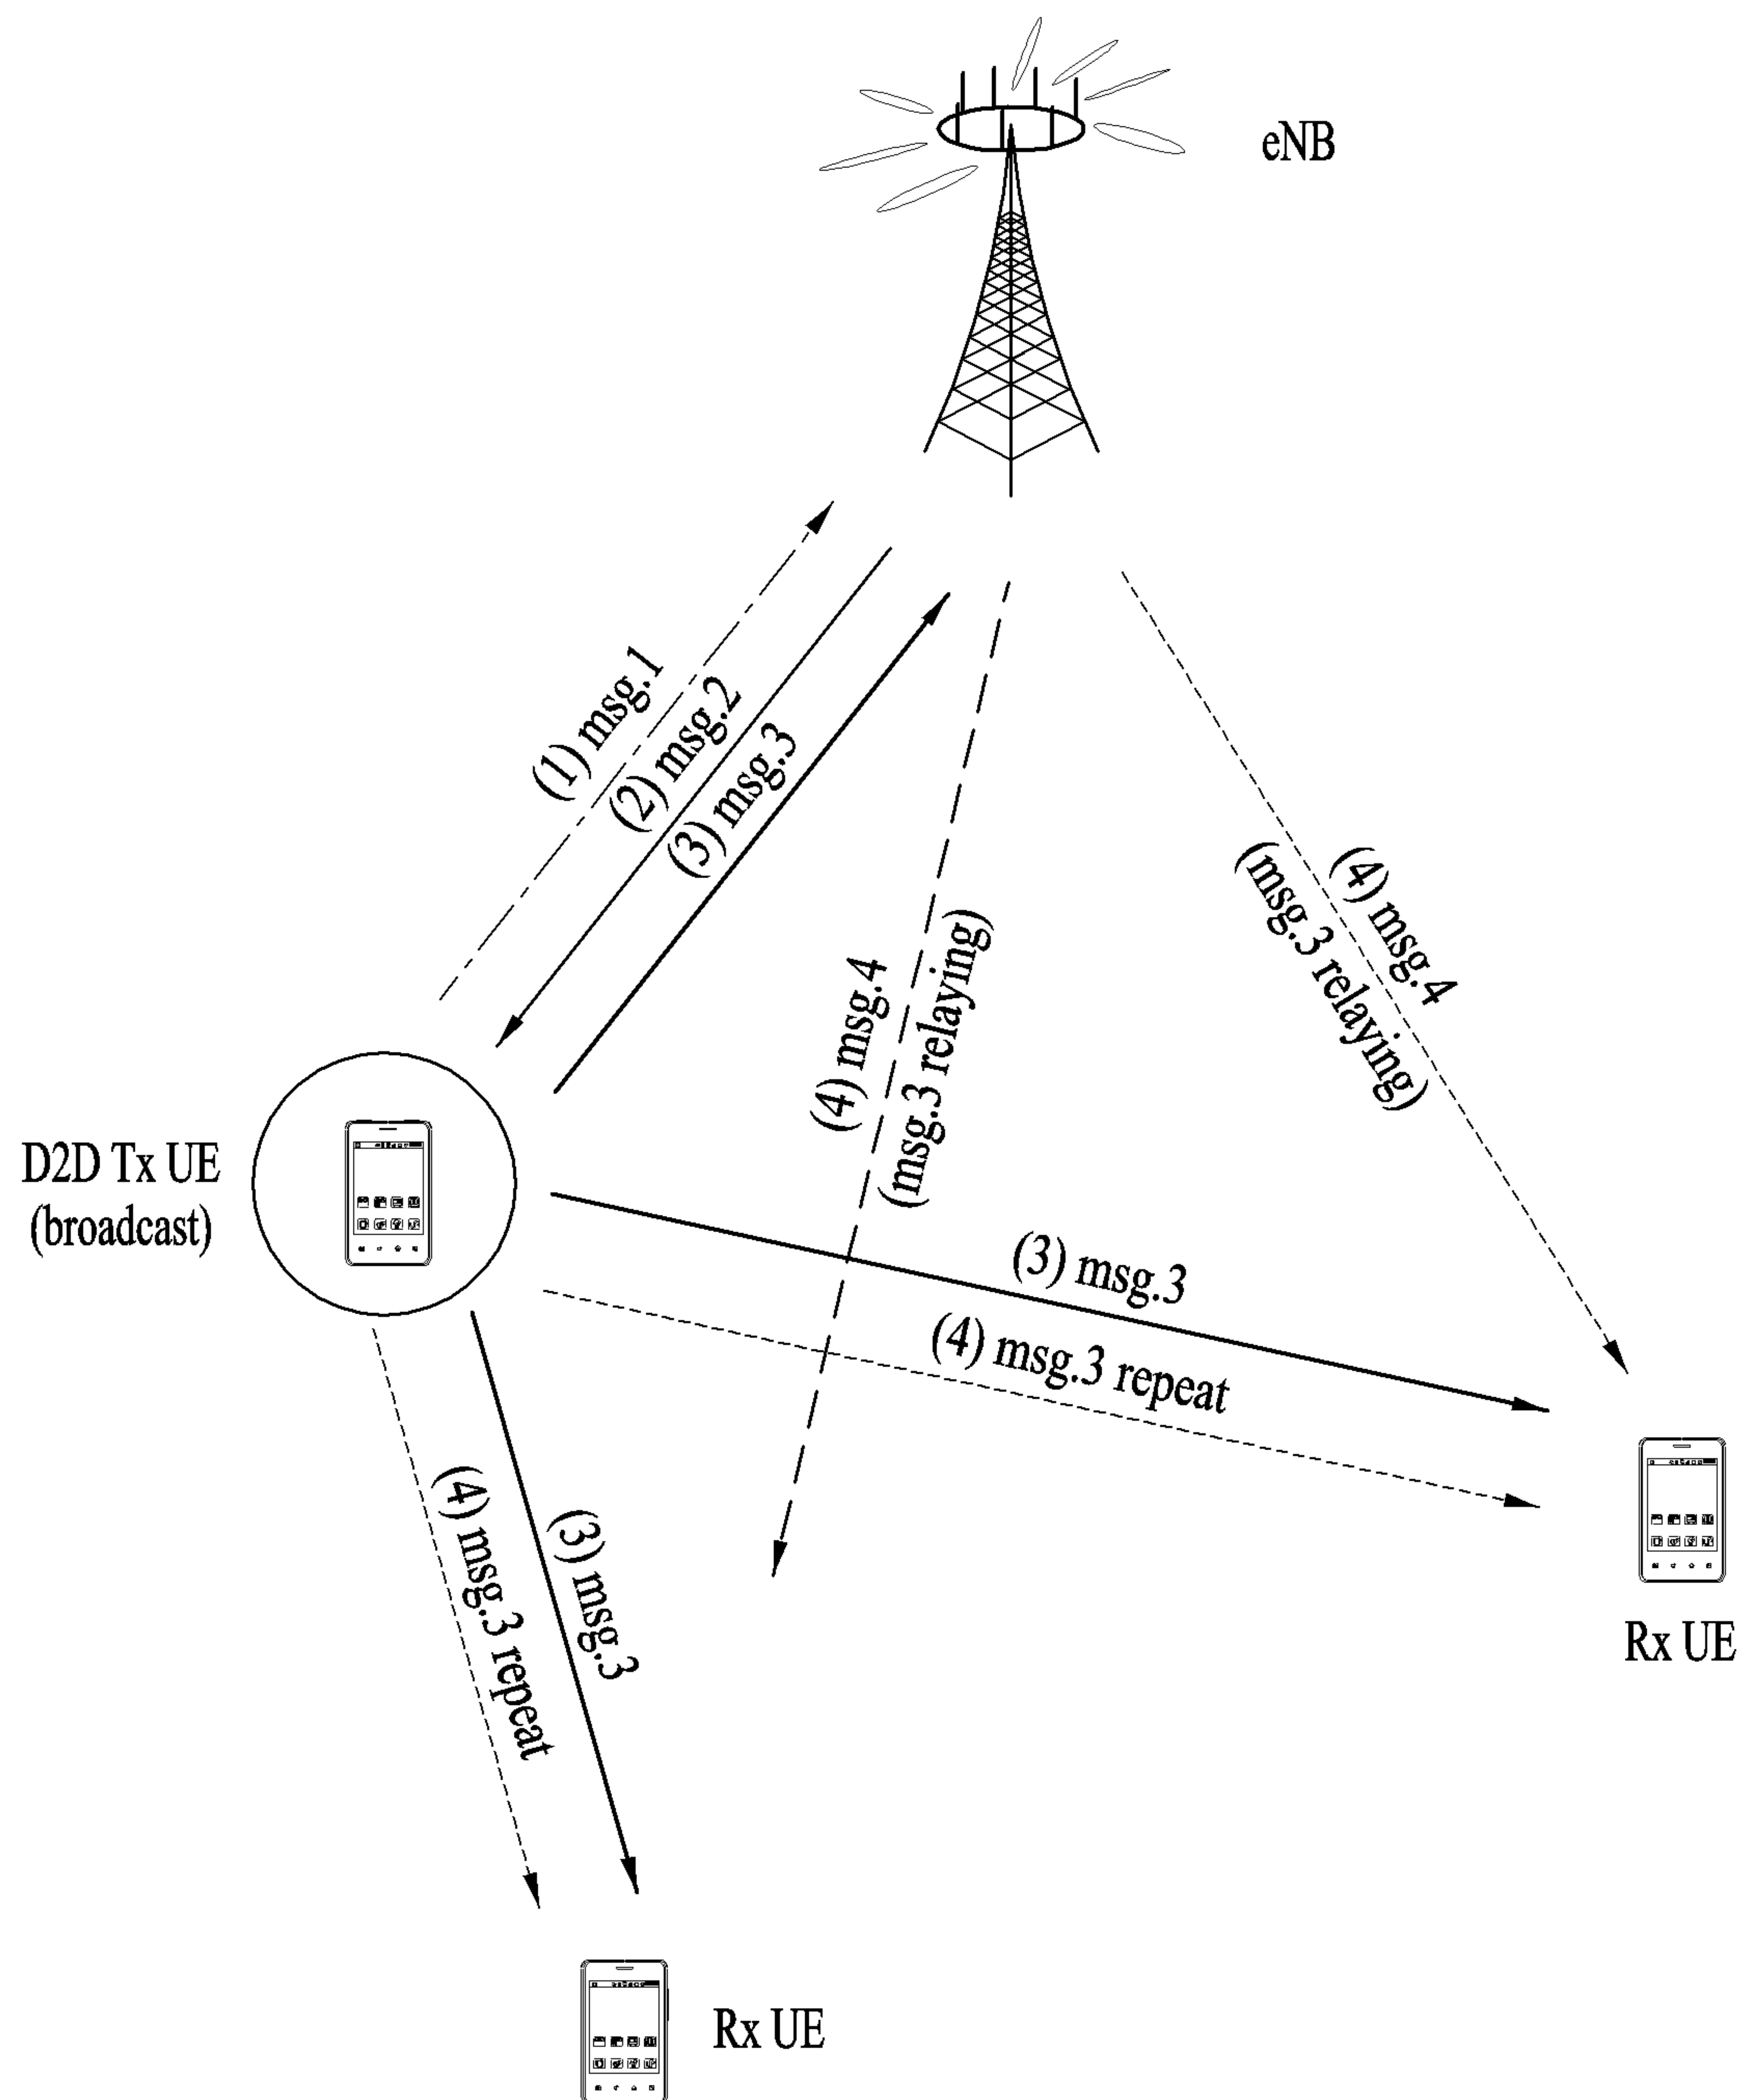 eNB
(1) msg.1
(2) msg.2
(3) msg.3
(4) msg.4
(msg.3 relaying)
(4) msg.4
(msg.3 relaying)
D2D Tx UE
(broadcast)
(3) msg.3
(4) msg.3 repeat
(4) msg.3 repeat
(3) msg.3
Rx UE
Rx UE